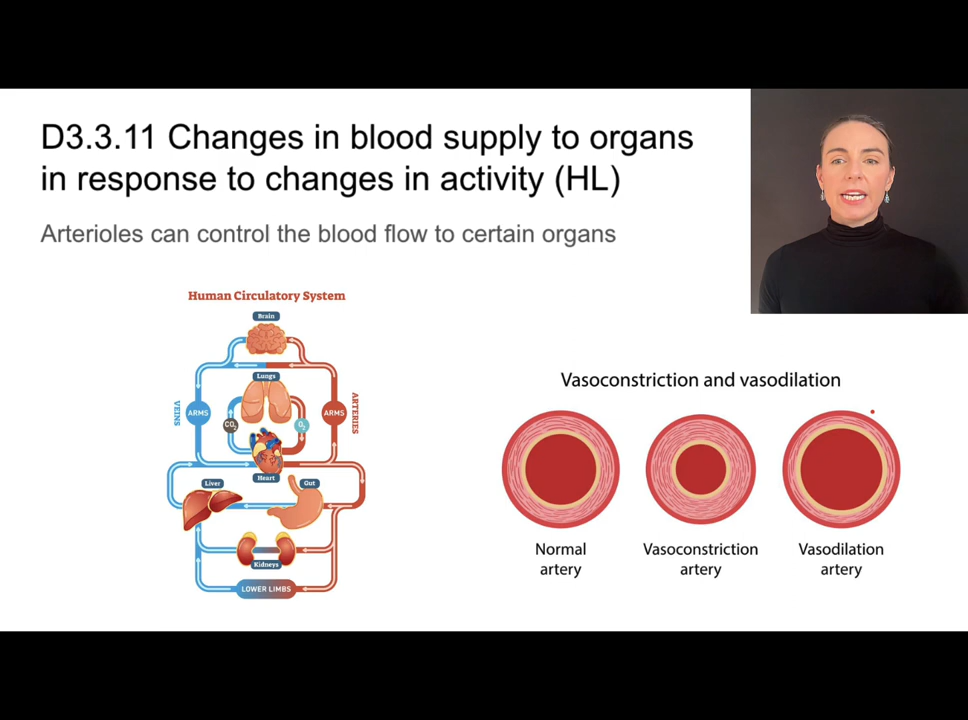 D3.3.11 Changes in blood supply to organs
in response to changes in activity (HL)
Arterioles can control the blood flow to certain organs
Human Circulatory System
Brain
Lungs
VEINS
ARMS
CO2
O2
ARMS
ARTERIES
Heart
Liver
Gut
Kidneys
LOWER LIMBS
Vasoconstriction and vasodilation
Normal
artery
Vasoconstriction
artery
Vasodilation
artery